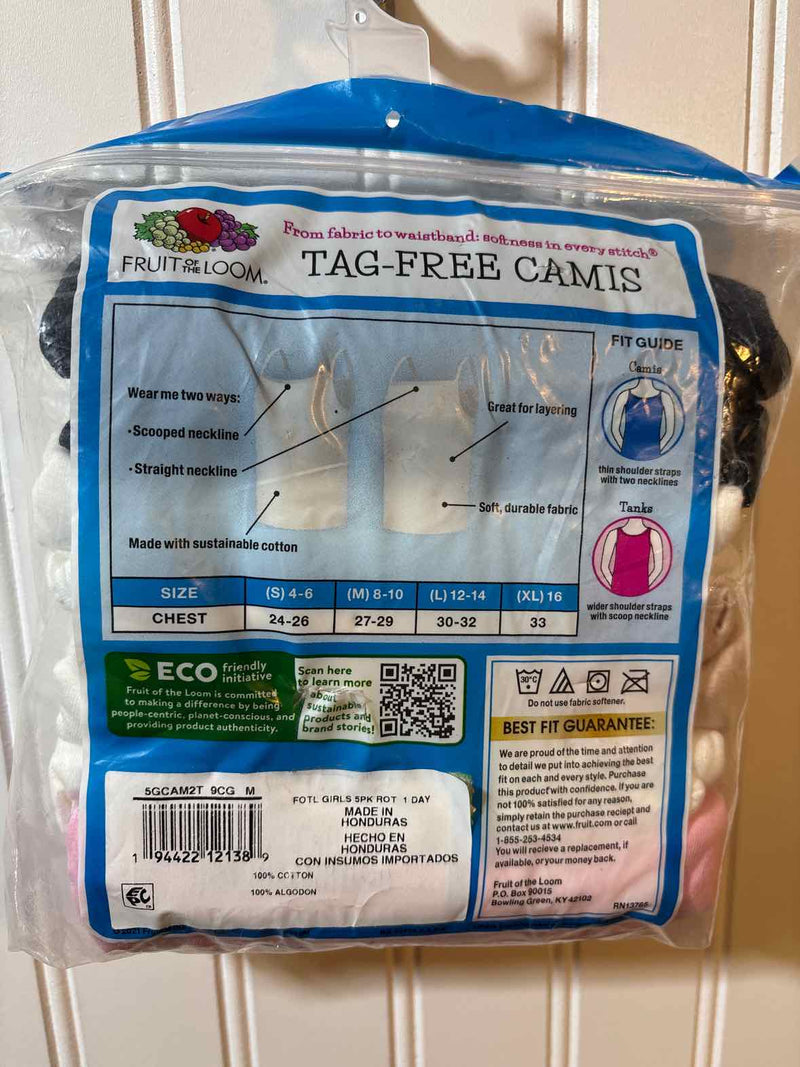 FRUIT OF THE LOOM®
From fabric to waistband: softness in every stitch®
TAG-FREE CAMIS
Wear me two ways:
•Scooped neckline
•Straight neckline
Made with sustainable cotton
Great for layering
Soft, durable fabric
FIT GUIDE
Camis
thin shoulder straps
with two necklines
Tanks
wider shoulder straps
with scoop neckline
SIZE (S) 4-6 (M) 8-10 (L) 12-14 (XL) 16
CHEST 24-26 27-29 30-32 33
ECO friendly
initiative
Fruit of the Loom is committed
to making a difference by being
people-centric, planet-conscious, and
providing product authenticity.
Scan here
to learn more
about
sustainable
products and
brand stories!
30°C
Do not use fabric softener.
BEST FIT GUARANTEE:
We are proud of the time and attention
to detail we put into achieving the best
fit on each and every style. Purchase
this product with confidence. If you are
not 100% satisfied for any reason,
simply retain the purchase reciept and
contact us at www.fruit.com or call
1-855-253-4534
You will recieve a replacement, if
available, or your money back.
Fruit of the Loom
P.O. Box 90015
Bowling Green, KY 42102
5GCAM2T 9CG M
1 94422 12138 9
FOTL GIRLS 5PK ROT 1 DAY
MADE IN
HONDURAS
HECHO EN
HONDURAS
CON INSUMOS IMPORTADOS
100% COTTON
100% ALGODON
EPC